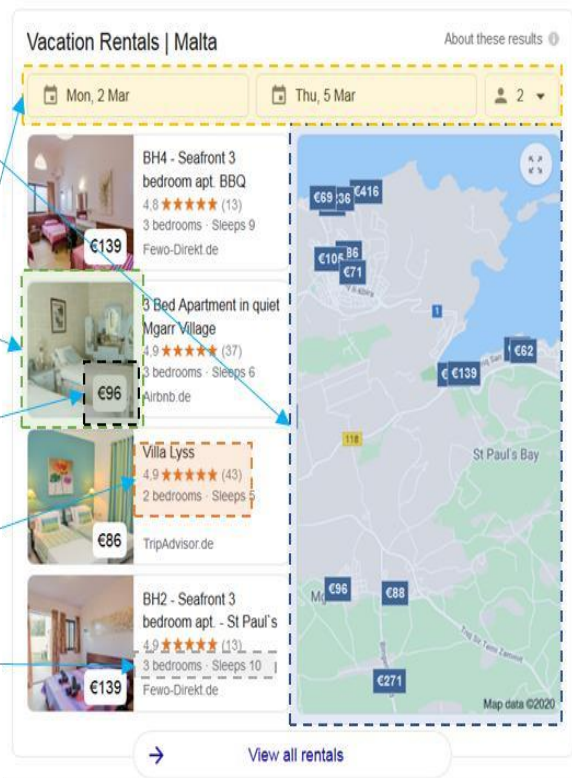 Vacation Rentals | Malta
About these results
Mon, 2 Mar
Thu, 5 Mar
2
BH4 - Seafront 3
bedroom apt. BBQ
4,8 ★★★★★ (13)
3 bedrooms · Sleeps 9
€139
Fewo-Direkt.de
3 Bed Apartment in quiet
Mgarr Village
4,9 ★★★★★ (37)
3 bedrooms · Sleeps 6
€96
Airbnb.de
Villa Lyss
4,9 ★★★★★ (43)
2 bedrooms · Sleeps 5
€86
TripAdvisor.de
BH2 - Seafront 3
bedroom apt. - St Paul`s
4,9 ★★★★★ (13)
3 bedrooms · Sleeps 10
€139
Fewo-Direkt.de
€69
€416
€71
1
€62
€139
118
St Paul's Bay
€96
€88
€271
Map data ©2020
View all rentals